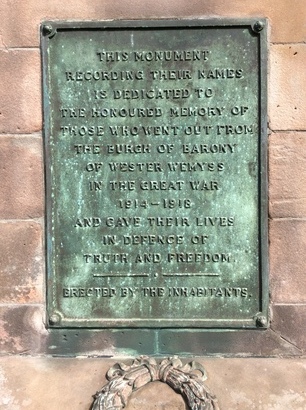 THIS MONUMENT
RECORDING THEIR NAMES
IS DEDICATED TO
THE HONOURED MEMORY OF
THOSE WHO WENT OUT FROM
THE BURGH OF BARONY
OF WESTER WEMYSS
IN THE GREAT WAR
1914-1918
AND GAVE THEIR LIVES
IN DEFENCE OF
TRUTH AND FREEDOM
ERECTED BY THE INHABITANTS.